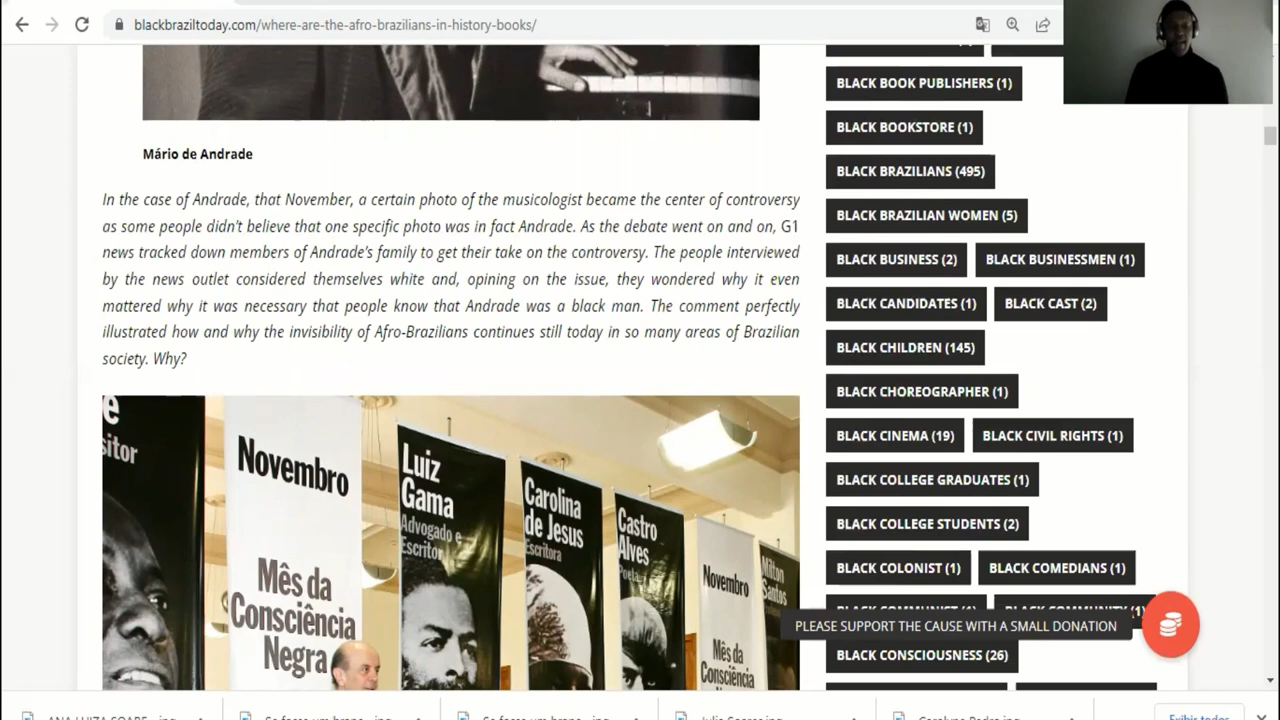 blackbraziltoday.com/where-are-the-afro-brazilians-in-history-books/
Mário de Andrade
In the case of Andrade, that November, a certain photo of the musicologist became the center of controversy
as some people didn't believe that one specific photo was in fact Andrade. As the debate went on and on, G1
news tracked down members of Andrade's family to get their take on the controversy. The people interviewed
by the news outlet considered themselves white and, opining on the issue, they wondered why it even
mattered why it was necessary that people know that Andrade was a black man. The comment perfectly
illustrated how and why the invisibility of Afro-Brazilians continues still today in so many areas of Brazilian
society. Why?
e
sitor
Novembro
Mês da
Consciência
Negra
Luiz
Gama
Advogado e
Escritor
Carolina
de Jesus
Escritora
Castro
Alves
Poeta
Novembro
Mês da
Consciência
Negra
Milton
Santos
BLACK BOOK PUBLISHERS (1)
BLACK BOOKSTORE (1)
BLACK BRAZILIANS (495)
BLACK BRAZILIAN WOMEN (5)
BLACK BUSINESS (2) BLACK BUSINESSMEN (1)
BLACK CANDIDATES (1) BLACK CAST (2)
BLACK CHILDREN (145)
BLACK CHOREOGRAPHER (1)
BLACK CINEMA (19) BLACK CIVIL RIGHTS (1)
BLACK COLLEGE GRADUATES (1)
BLACK COLLEGE STUDENTS (2)
BLACK COLONIST (1) BLACK COMEDIANS (1)
BLACK COMMUNIST (1) BLACK COMMUNITY (1)
PLEASE SUPPORT THE CAUSE WITH A SMALL DONATION
BLACK CONSCIOUSNESS (26)
Exibir todos